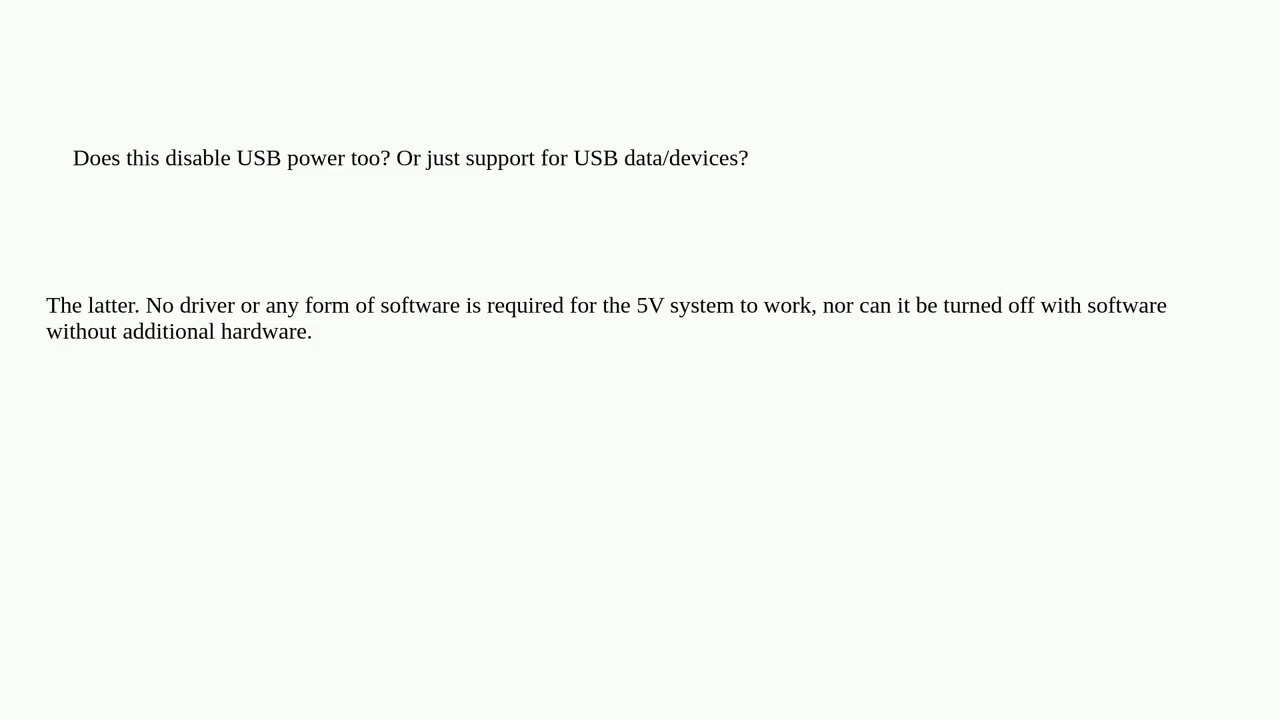 Does this disable USB power too? Or just support for USB data/devices?
The latter. No driver or any form of software is required for the 5V system to work, nor can it be turned off with software
without additional hardware.